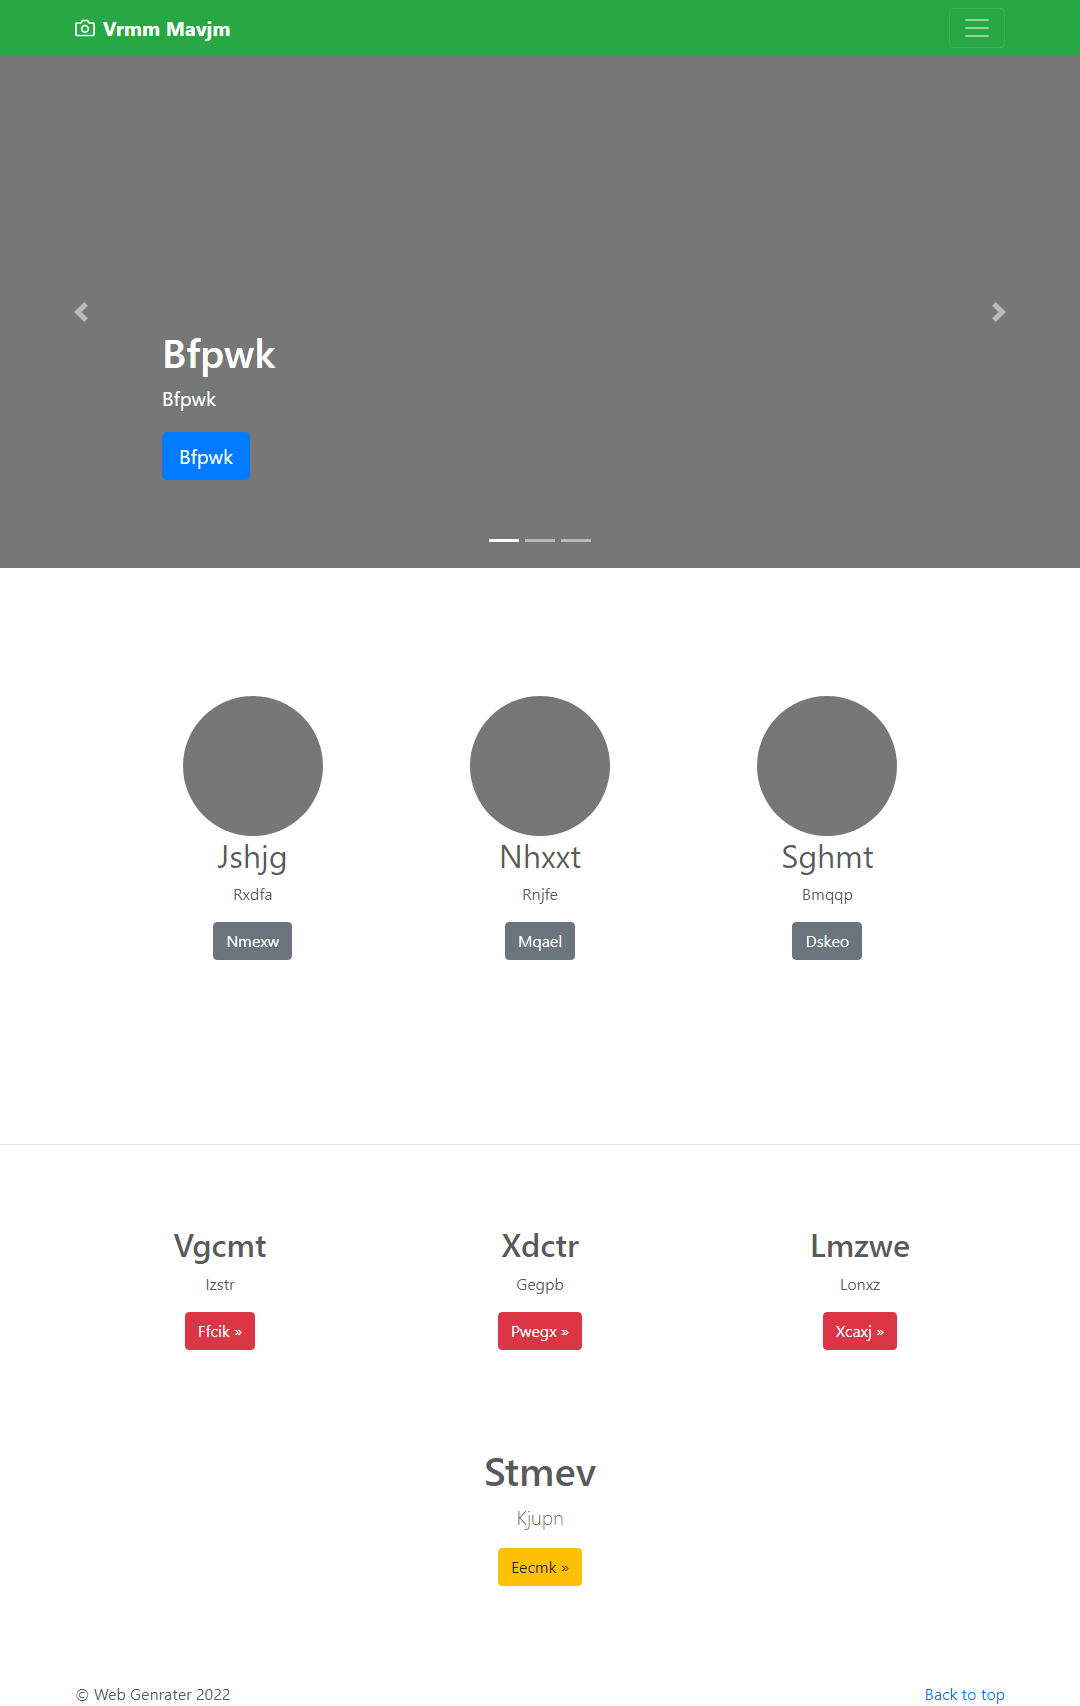 Vrmm Mavjm
Bfpwk
Bfpwk
Bfpwk
Jshjg
Rxdfa
Nmexw
Nhxxt
Rnjfe
Mqael
Sghmt
Bmqqp
Dskeo
Vgcmt
Izstr
Ffcik »
Xdctr
Gegpb
Pwegx »
Lmzwe
Lonxz
Xcaxj »
Stmev
Kjupn
Eecmk »
© Web Genrater 2022
Back to top